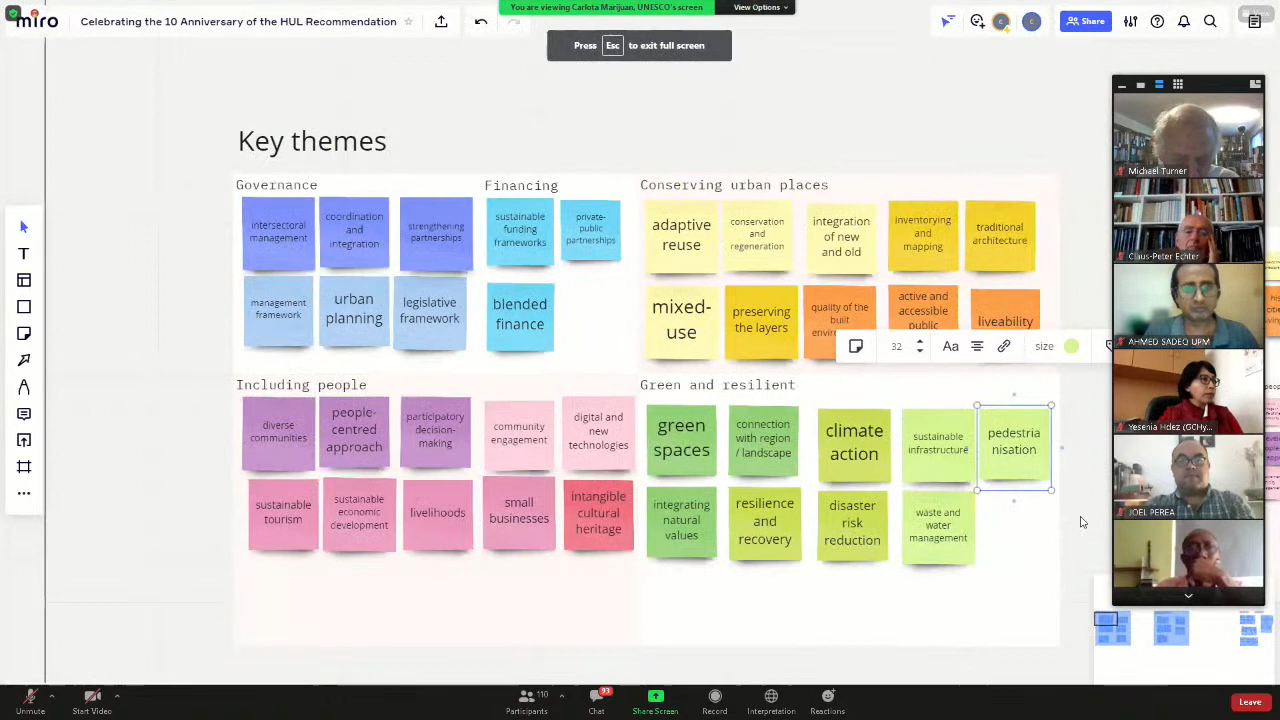 miro
Celebrating the 10 Anniversary of the HUL Recommendation
You are viewing Carlota Marijuan, UNESCO's screen
View Options
Share
View
Press Esc to exit full screen
Key themes
Governance
Financing
Conserving urban places
intersectoral
management
coordination
and
integration
strengthening
partnerships
sustainable
funding
frameworks
private-
public
partnerships
adaptive
reuse
conservation
and
regeneration
integration
of new
and old
inventorying
and
mapping
traditional
architecture
management
framework
urban
planning
legislative
framework
blended
finance
mixed-
use
preserving
the layers
quality of the
built
active and
accessible
public
liveability
32
Aa
size
Including people
Green and resilient
diverse
communities
people-
centred
approach
participatory
decision-
making
community
engagement
digital and
new
technologies
green
spaces
connection
with region
/ landscape
climate
action
sustainable
infrastructure
pedestria
nisation
sustainable
tourism
sustainable
economic
development
livelihoods
small
businesses
intangible
cultural
heritage
integrating
natural
values
resilience
and
recovery
disaster
risk
reduction
waste and
water
management
Michael Turner
Claus-Peter Echter
AHMED SADEQ UPM
Yesenia Hdez (GCHy...
JOEL PEREA
Unmute
Start Video
110
Participants
93
Chat
Share Screen
Record
Interpretation
Reactions
Leave